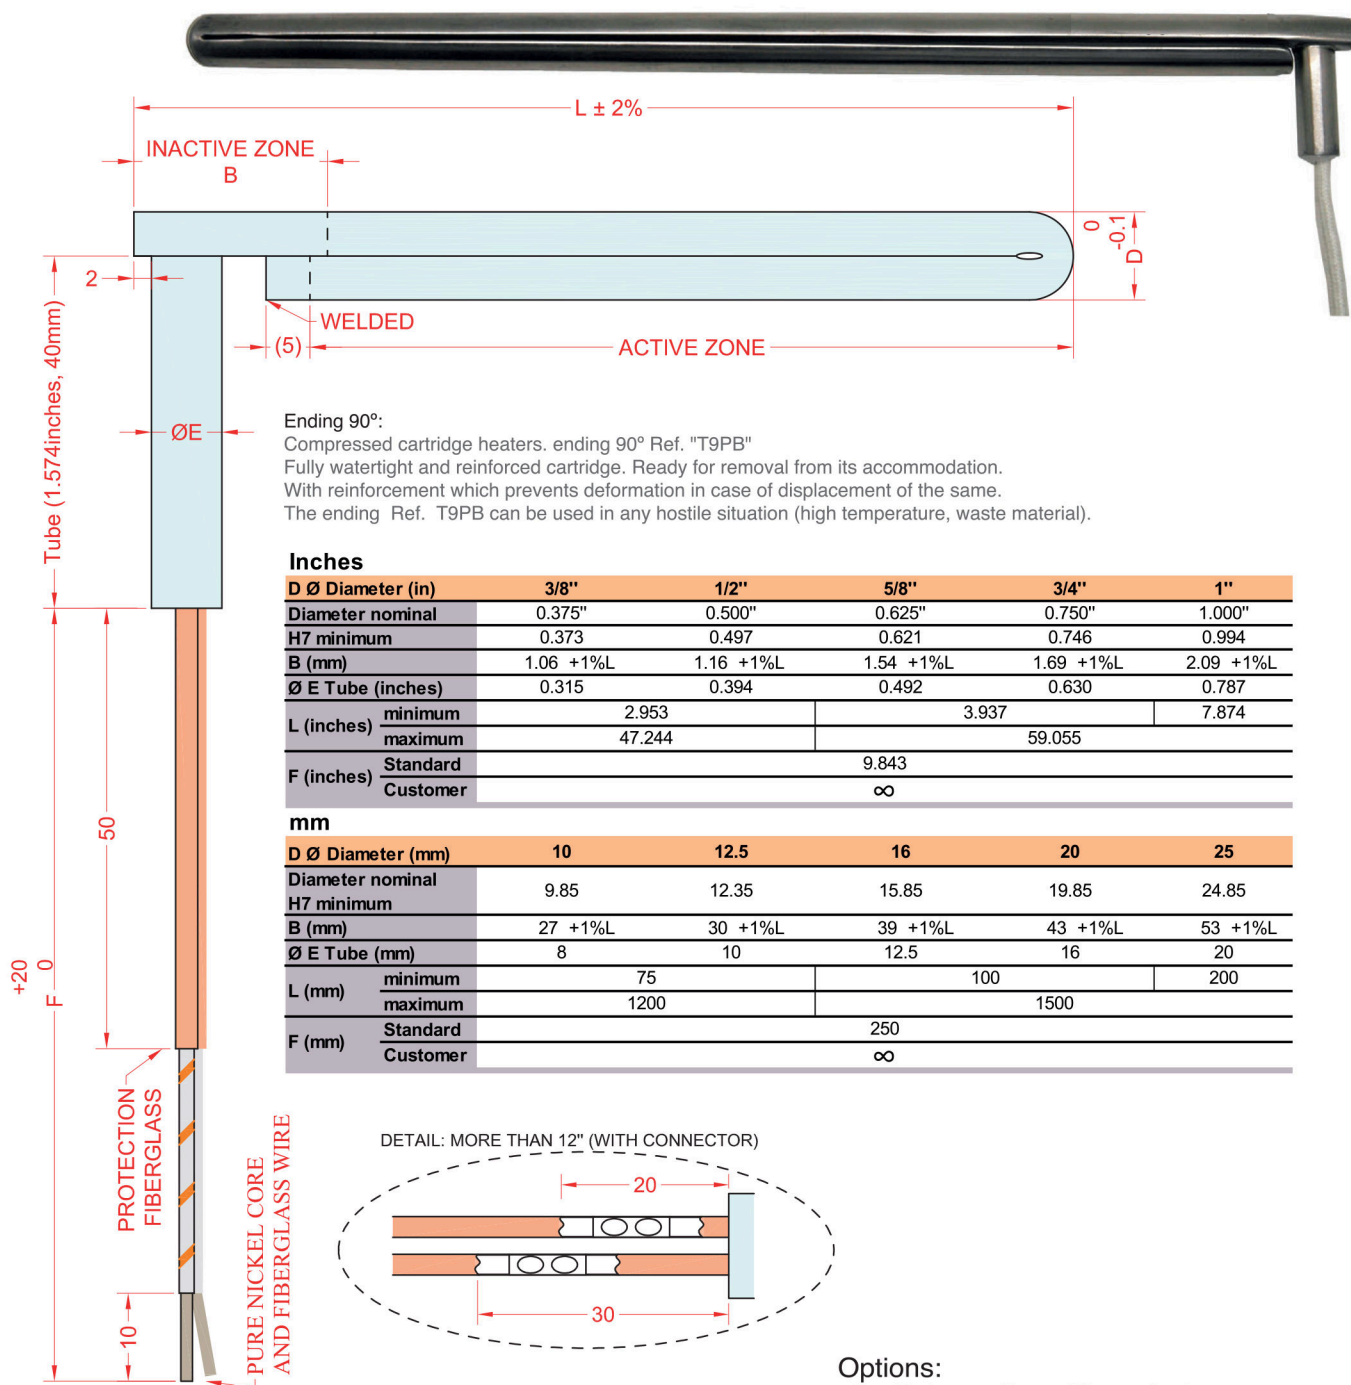 L ± 2%
INACTIVE ZONE
B
0
-0.1
D
2
WELDED
(5)
ACTIVE ZONE
Tube (1.574inches, 40mm)
ØE
Ending 90º:
Compressed cartridge heaters. ending 90º Ref. "T9PB"
Fully watertight and reinforced cartridge. Ready for removal from its accommodation.
With reinforcement which prevents deformation in case of displacement of the same.
The ending Ref. T9PB can be used in any hostile situation (high temperature, waste material).
Inches
D Ø Diameter (in) 3/8" 1/2" 5/8" 3/4" 1"
Diameter nominal 0.375" 0.500" 0.625" 0.750" 1.000"
H7 minimum 0.373 0.497 0.621 0.746 0.994
B (mm) 1.06 +1%L 1.16 +1%L 1.54 +1%L 1.69 +1%L 2.09 +1%L
Ø E Tube (inches) 0.315 0.394 0.492 0.630 0.787
L (inches) minimum 2.953 3.937 7.874
maximum 47.244 59.055
F (inches) Standard 9.843
Customer ∞
mm
D Ø Diameter (mm) 10 12.5 16 20 25
Diameter nominal
H7 minimum 9.85 12.35 15.85 19.85 24.85
B (mm) 27 +1%L 30 +1%L 39 +1%L 43 +1%L 53 +1%L
Ø E Tube (mm) 8 10 12.5 16 20
L (mm) minimum 75 100 200
maximum 1200 1500
F (mm) Standard 250
Customer ∞
50
+20
0
F
PROTECTION
FIBERGLASS
10
PURE NICKEL CORE
AND FIBERGLASS WIRE
DETAIL: MORE THAN 12" (WITH CONNECTOR)
20
30
Options: